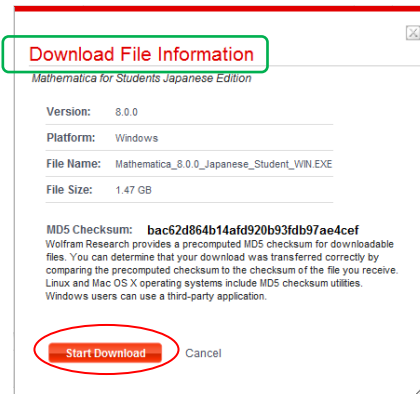 Download File Information
Mathematica for Students Japanese Edition
Version: 8.0.0
Platform: Windows
File Name: Mathematica_8.0.0_Japanese_Student_WIN.EXE
File Size: 1.47 GB
MD5 Checksum: bac62d864b14afd920b93fdb97ae4cef
Wolfram Research provides a precomputed MD5 checksum for downloadable
files. You can determine that your download was transferred correctly by
comparing the precomputed checksum to the checksum of the file you receive.
Linux and Mac OS X operating systems include MD5 checksum utilities.
Windows users can use a third-party application.
Start Download Cancel